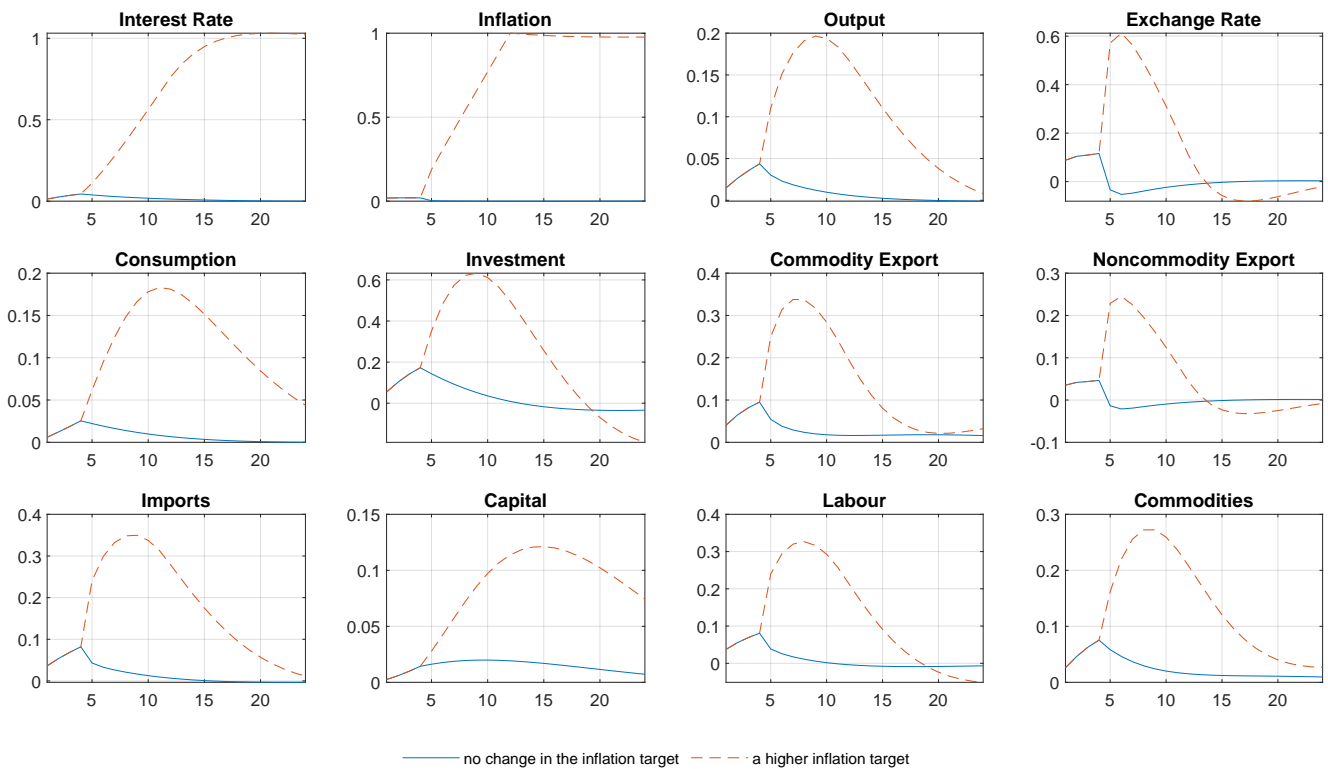 Interest Rate
Inflation
Output
Exchange Rate
1
0.5
0
5 10 15 20
1
0.5
0
5 10 15 20
0.2
0.15
0.1
0.05
0
5 10 15 20
0.6
0.4
0.2
0
5 10 15 20
Consumption
Investment
Commodity Export
Noncommodity Export
0.2
0.15
0.1
0.05
0
5 10 15 20
0.6
0.4
0.2
0
5 10 15 20
0.4
0.3
0.2
0.1
0
5 10 15 20
0.3
0.2
0.1
0
-0.1
5 10 15 20
Imports
Capital
Labour
Commodities
0.4
0.3
0.2
0.1
0
5 10 15 20
0.15
0.1
0.05
0
5 10 15 20
0.4
0.3
0.2
0.1
0
5 10 15 20
0.3
0.2
0.1
0
5 10 15 20
no change in the inflation target a higher inflation target